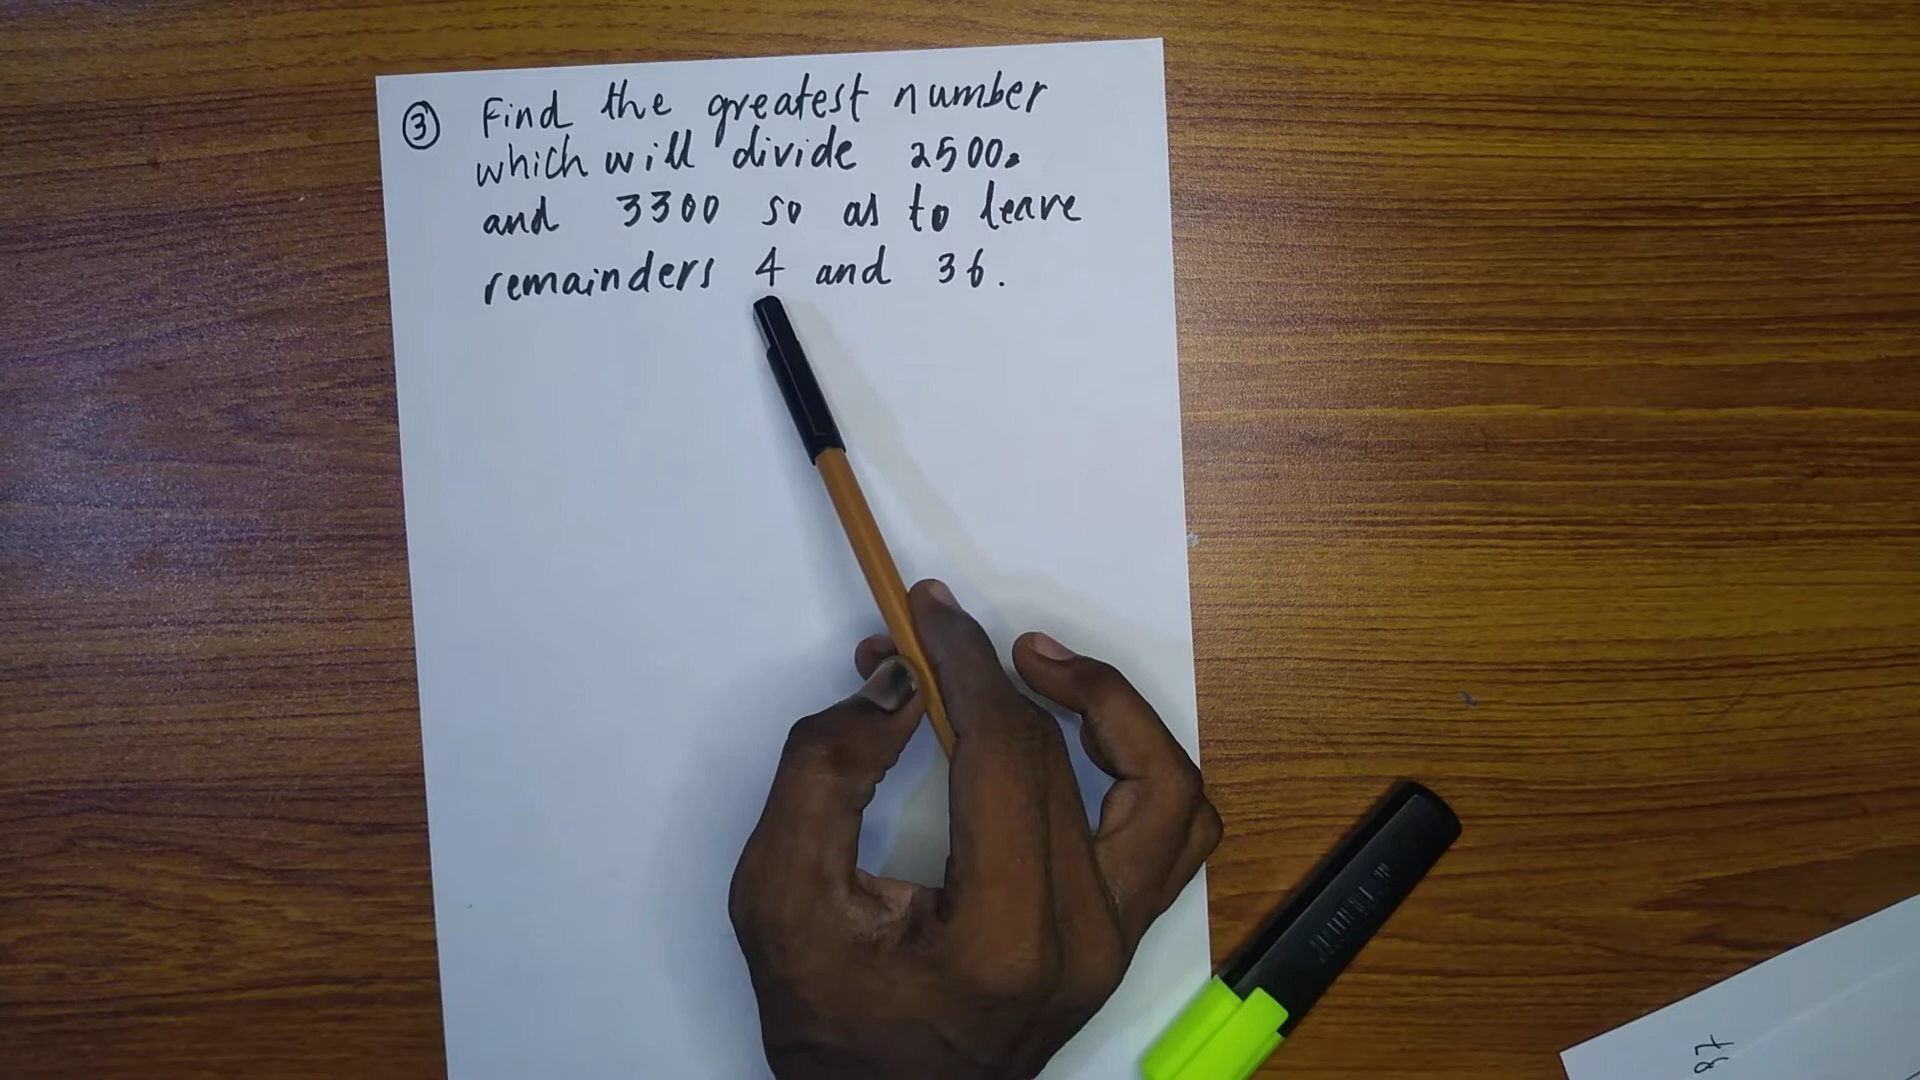 ③ Find the greatest number
which will divide 2500
and 3300 so as to leave
remainders 4 and 36.
37